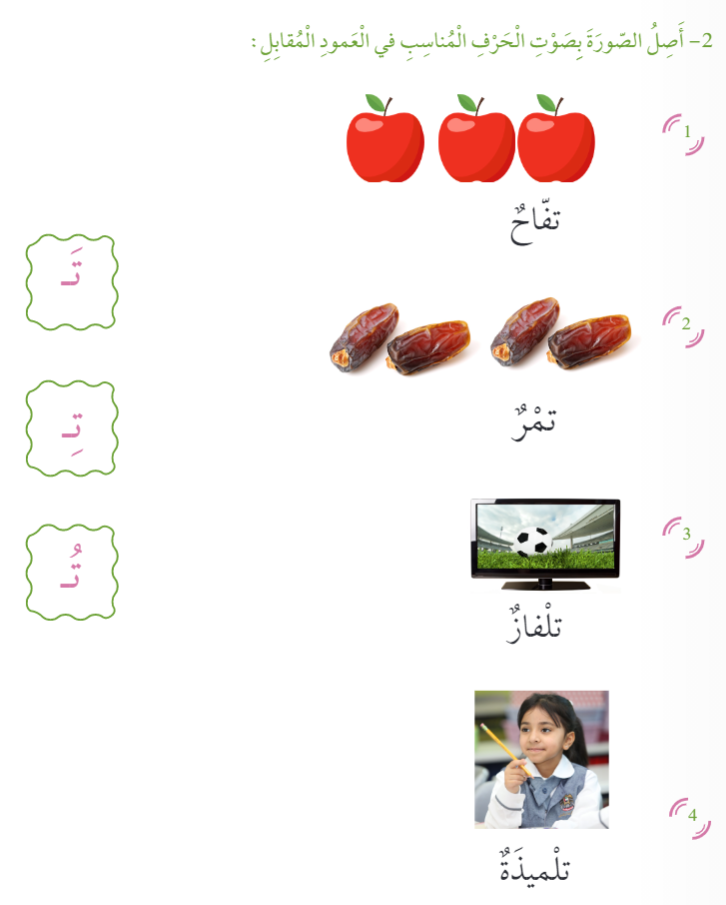 2- أَصِلُ الصّورَةَ بِصَوْتِ الْحَرْفِ الْمُناسِبِ في الْعَمودِ الْمُقابِلِ :
1
تفّاحٌ
تَـ
2
تمْرٌ
تِـ
3
تلْفازٌ
تُـ
4
تلْميذَةٌ